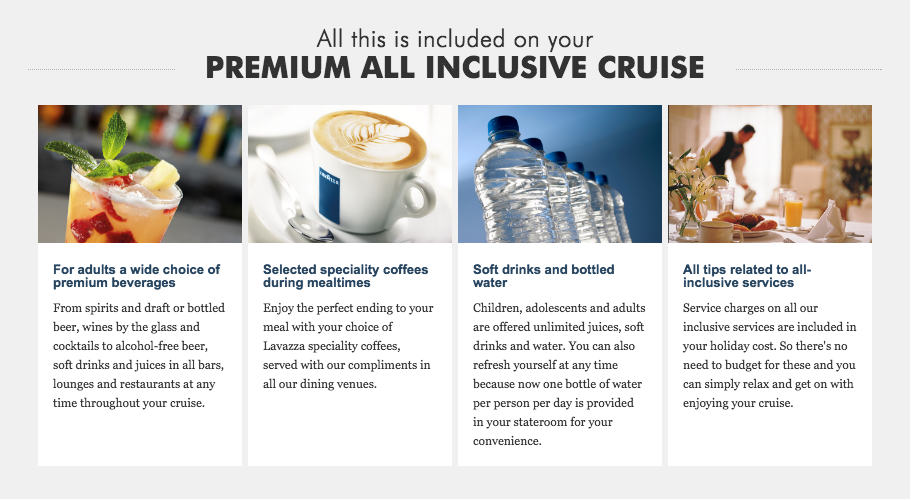 All this is included on your
PREMIUM ALL INCLUSIVE CRUISE
LAVAZZA
For adults a wide choice of
premium beverages
From spirits and draft or bottled
beer, wines by the glass and
cocktails to alcohol-free beer,
soft drinks and juices in all bars,
lounges and restaurants at any
time throughout your cruise.
Selected speciality coffees
during mealtimes
Enjoy the perfect ending to your
meal with your choice of
Lavazza speciality coffees,
served with our compliments in
all our dining venues.
Soft drinks and bottled
water
Children, adolescents and adults
are offered unlimited juices, soft
drinks and water. You can also
refresh yourself at any time
because now one bottle of water
per person per day is provided
in your stateroom for your
convenience.
All tips related to all-
inclusive services
Service charges on all our
inclusive services are included in
your holiday cost. So there's no
need to budget for these and you
can simply relax and get on with
enjoying your cruise.